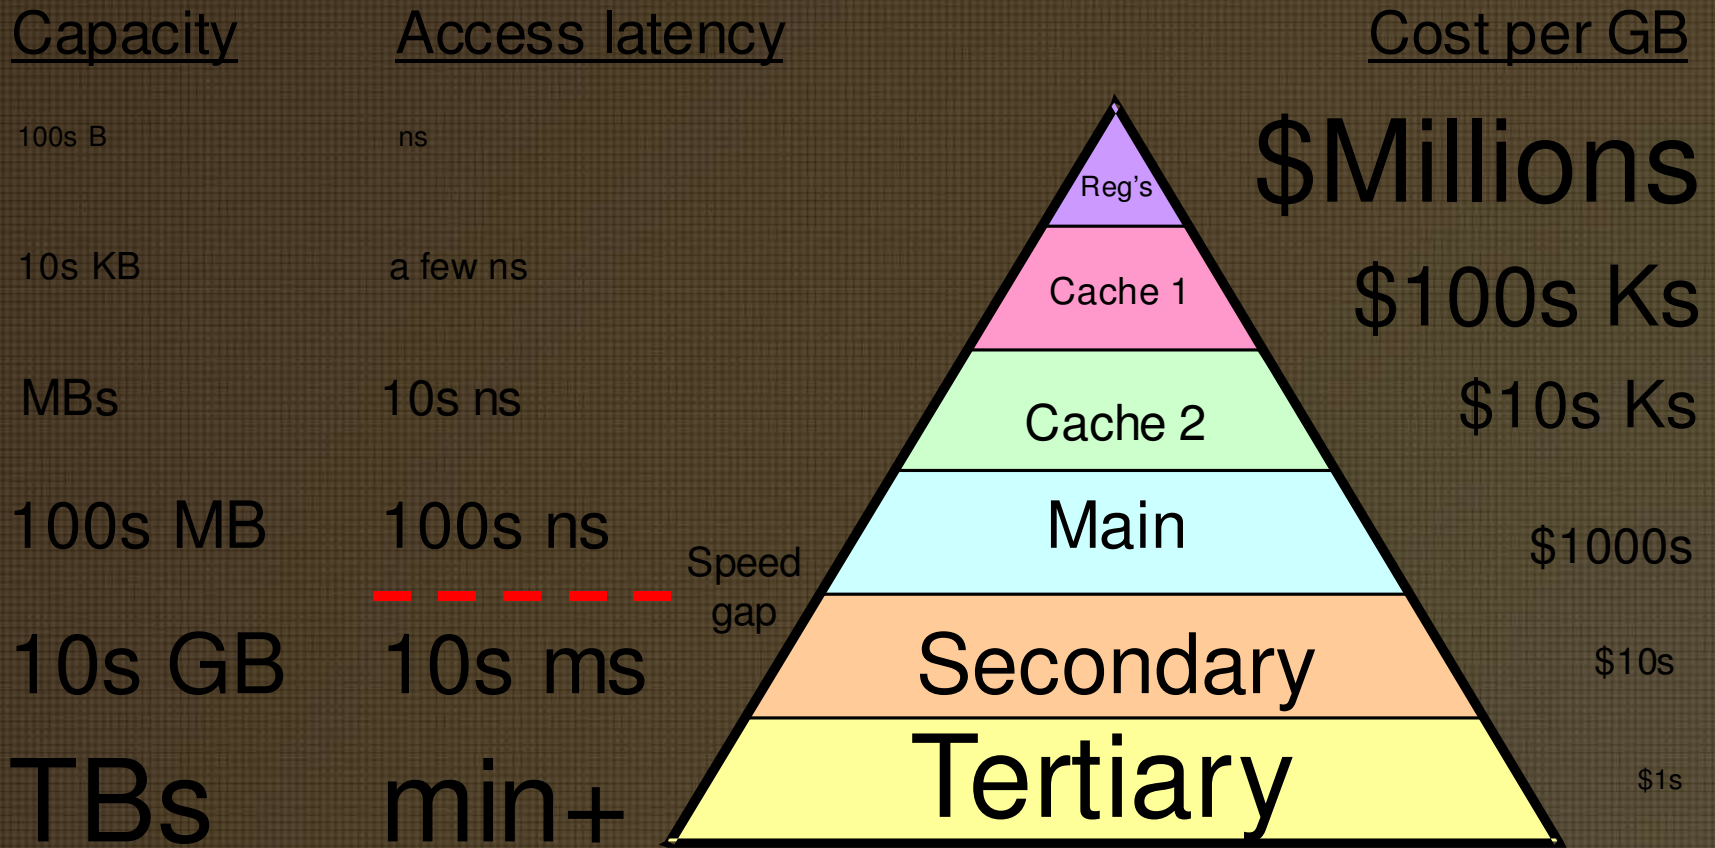 Capacity Access latency Cost per GB
100s B ns Reg’s $Millions
10s KB a few ns Cache 1 $100s Ks
MBs 10s ns Cache 2 $10s Ks
100s MB 100s ns Main $1000s
Speed
gap
10s GB 10s ms Secondary $10s
TBs min+ Tertiary $1s